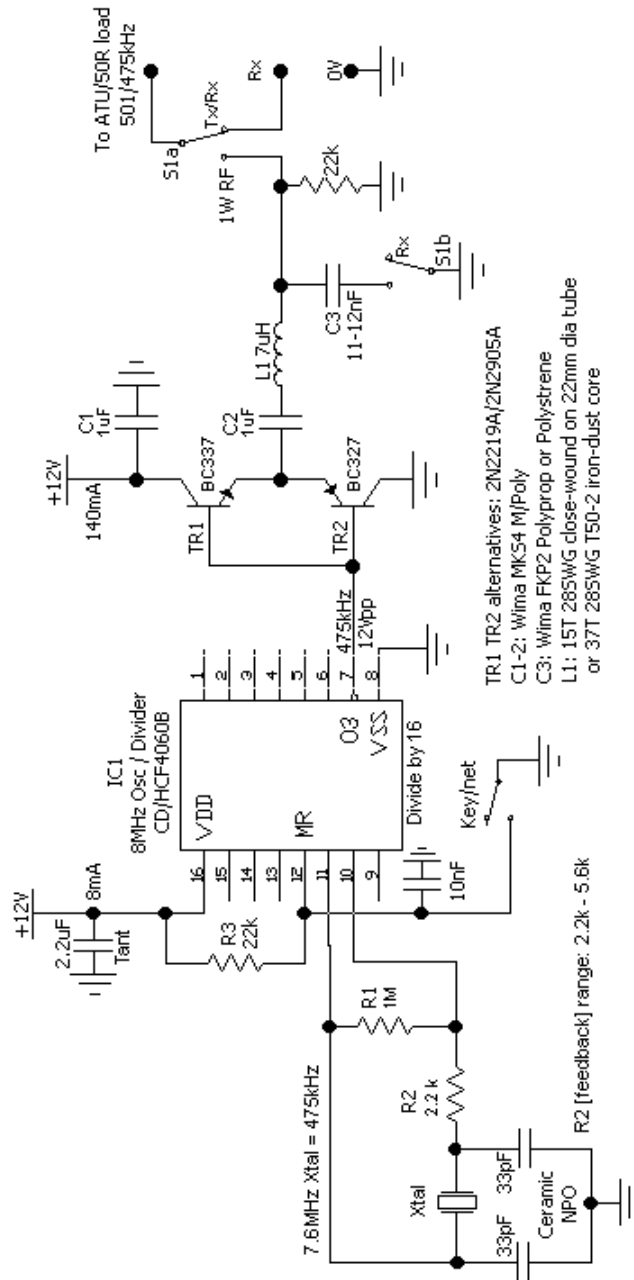 To ATU/50R load
501/475kHz
S1a
Tx/Rx
Rx
0V
1W RF
22k
L1 7uH
C3
11-12nF
Rx
S1b
+12V
140mA
C1
1uF
TR1
BC337
C2
1uF
TR2
BC327
475kHz
12Vpp
TR1 TR2 alternatives: 2N2219A/2N2905A
C1-2: Wima MKS4 M/Poly
C3: Wima FKP2 Polyprop or Polystrene
L1: 15T 28SWG close-wound on 22mm dia tube
or 37T 28SWG T50-2 iron-dust core
IC1
8MHz Osc / Divider
CD/HCF4060B
1
2
3
4
5
6
7
8
VDD
MR
O3
VSS
Divide by 16
16
15
14
13
12
11
10
9
+12V
8mA
2.2uF
Tant
R3
22k
10nF
Key/net
R1
1M
R2
2.2 k
7.6MHz Xtal = 475kHz
Xtal
33pF
33pF
Ceramic
NPO
R2 [feedback] range: 2.2k - 5.6k